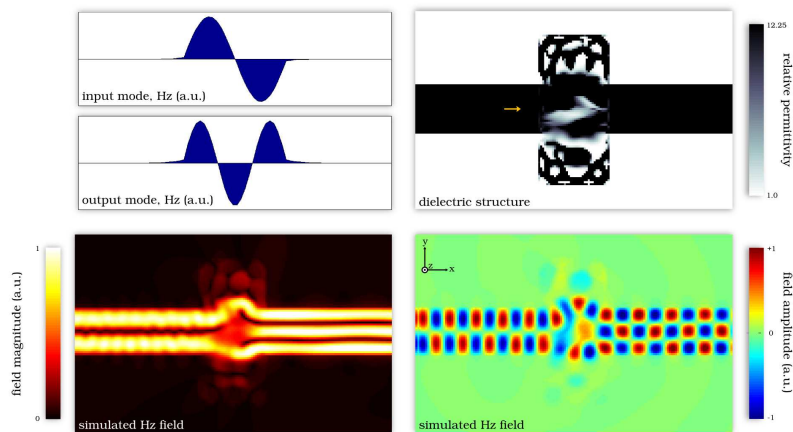 input mode, Hz (a.u.)
output mode, Hz (a.u.)
dielectric structure
12.25
relative permittivity
1.0
field magnitude (a.u.)
1
0
simulated Hz field
y
z
x
simulated Hz field
+1
0
-1
field amplitude (a.u.)